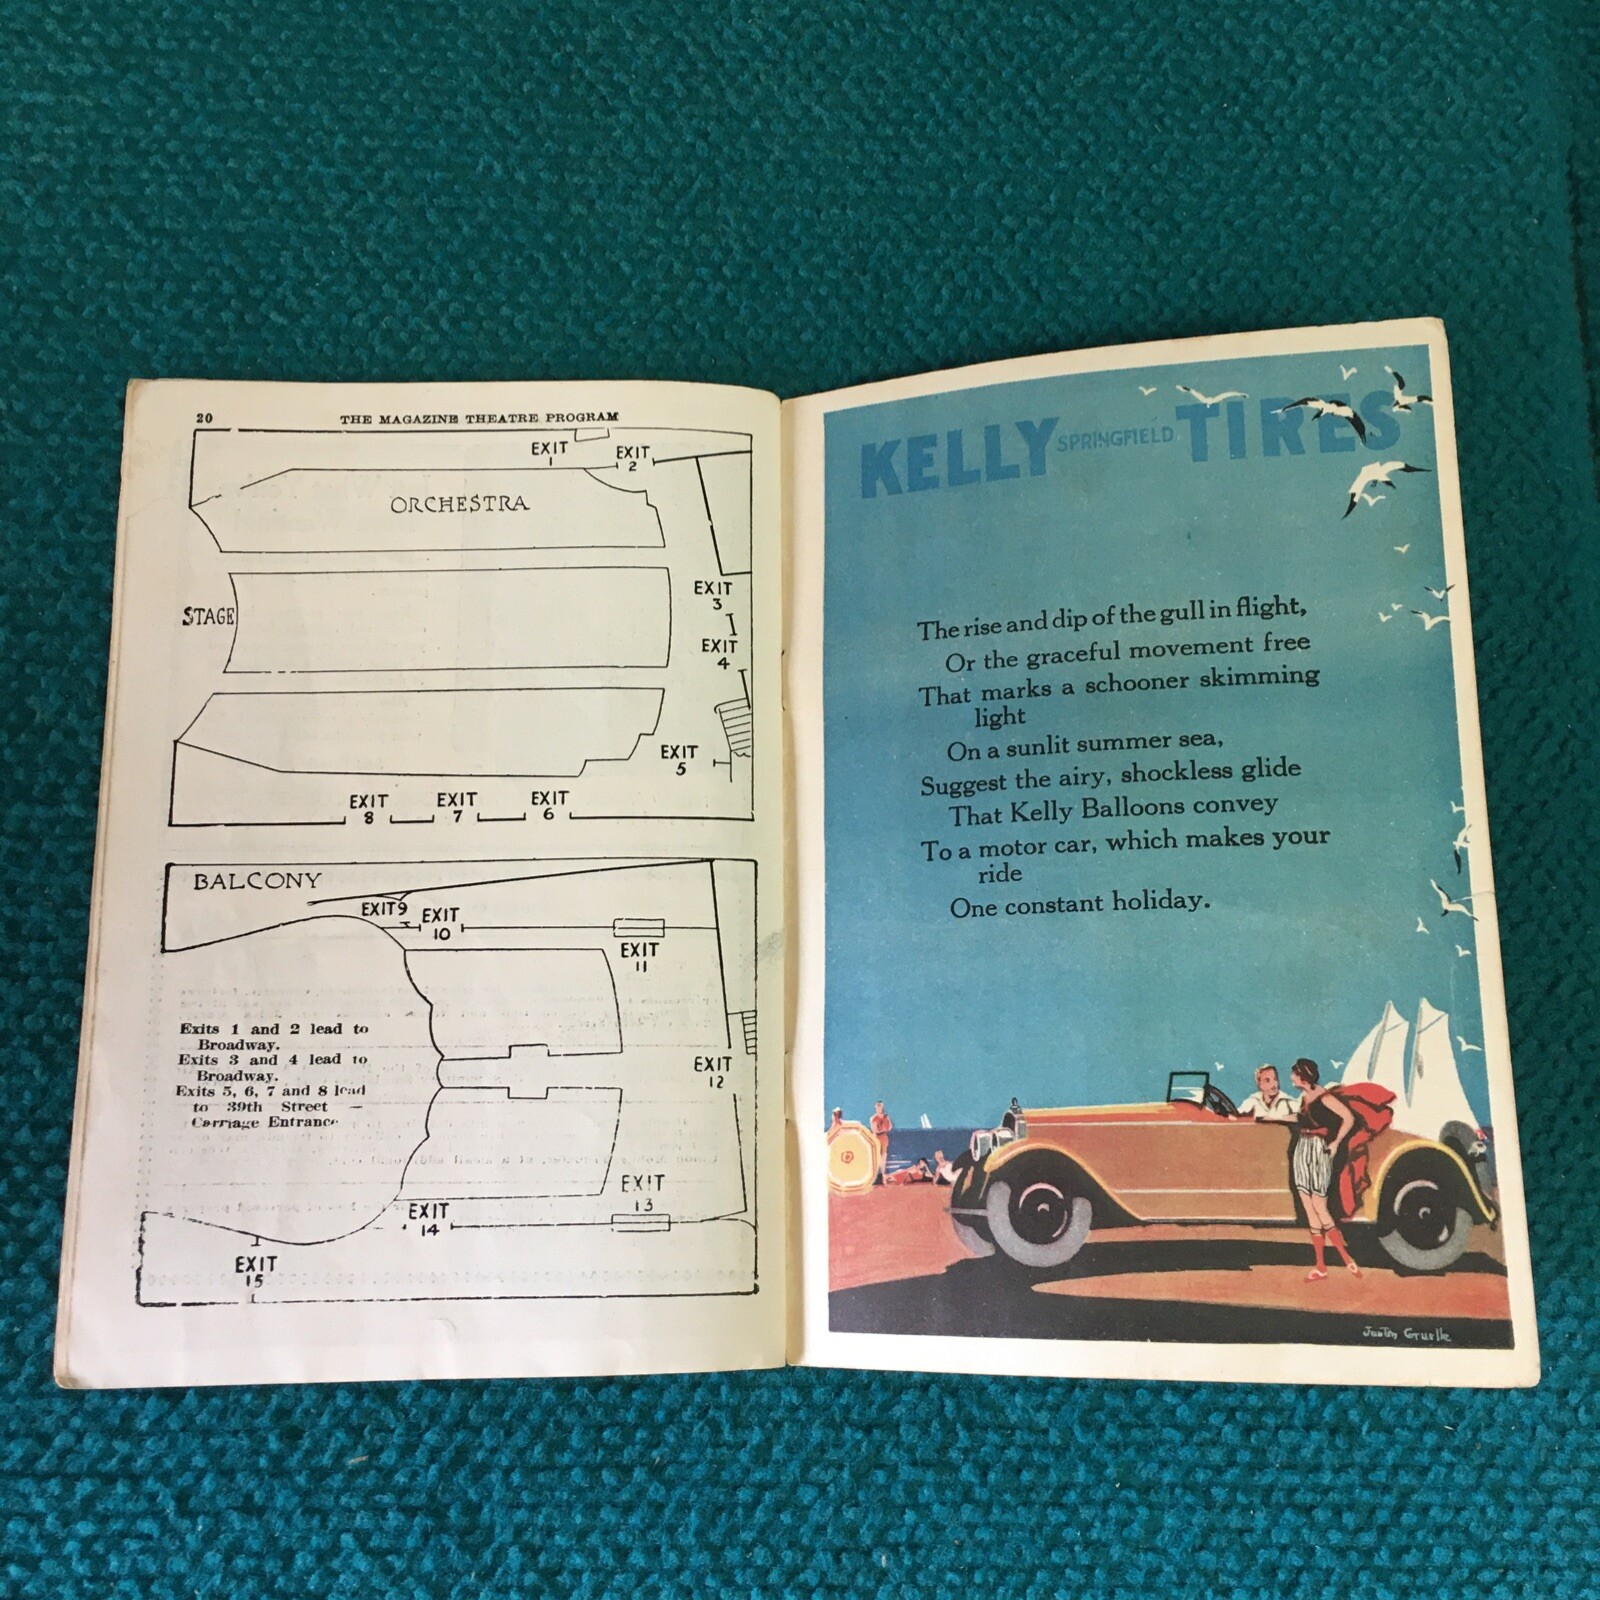 20
THE MAGAZINE THEATRE PROGRAM
EXIT
1
EXIT
2
ORCHESTRA
EXIT
3
STAGE
EXIT
4
EXIT
5
EXIT
8
EXIT
7
EXIT
6
BALCONY
EXIT 9
EXIT
10
EXIT
11
Exits 1 and 2 lead to
Broadway.
Exits 3 and 4 lead to
Broadway.
Exits 5, 6, 7 and 8 lead
to 39th Street —
Carriage Entrance
EXIT
12
EXIT
13
EXIT
14
EXIT
15
KELLY SPRINGFIELD TIRES
The rise and dip of the gull in flight,
Or the graceful movement free
That marks a schooner skimming
light
On a sunlit summer sea,
Suggest the airy, shockless glide
That Kelly Balloons convey
To a motor car, which makes your
ride
One constant holiday.
Justin Gruelle